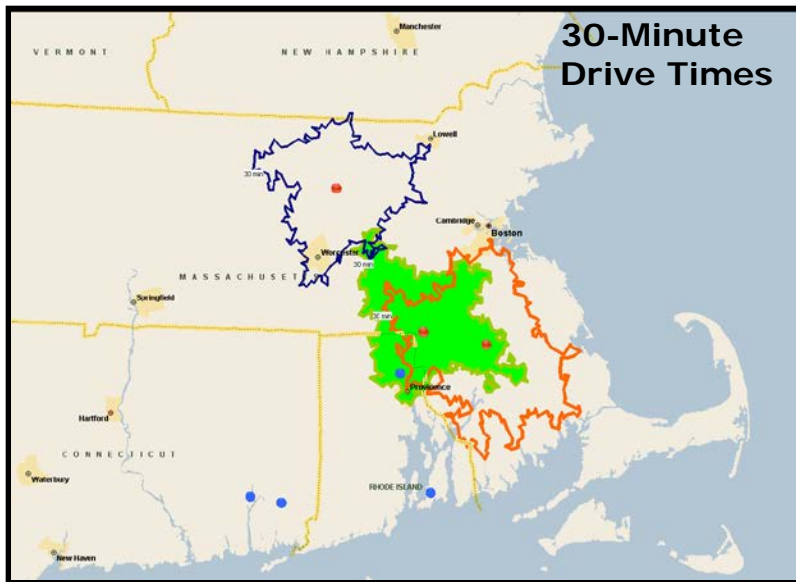 30-Minute
Drive Times
Manchester
VERMONT
NEW HAMPSHIRE
Lowell
30 min
Cambridge
Boston
Worcester
30 min
MASSACHUSETTS
Springfield
30 min
Providence
Hartford
CONNECTICUT
Waterbury
RHODE ISLAND
New Haven